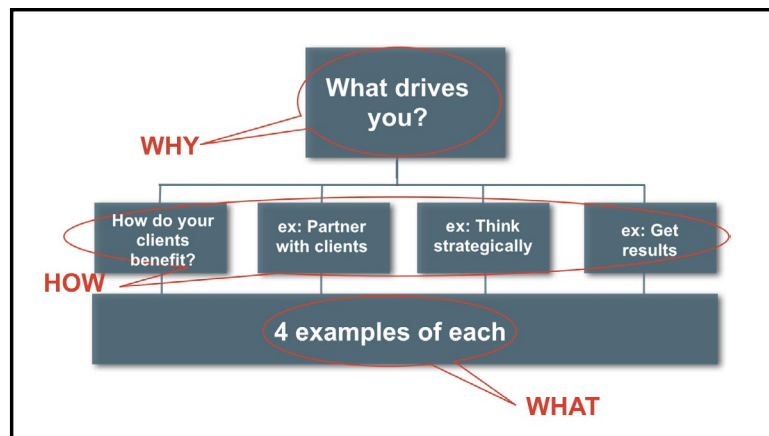 What drives
you?
WHY
How do your
clients
benefit?
ex: Partner
with clients
ex: Think
strategically
ex: Get
results
HOW
4 examples of each
WHAT